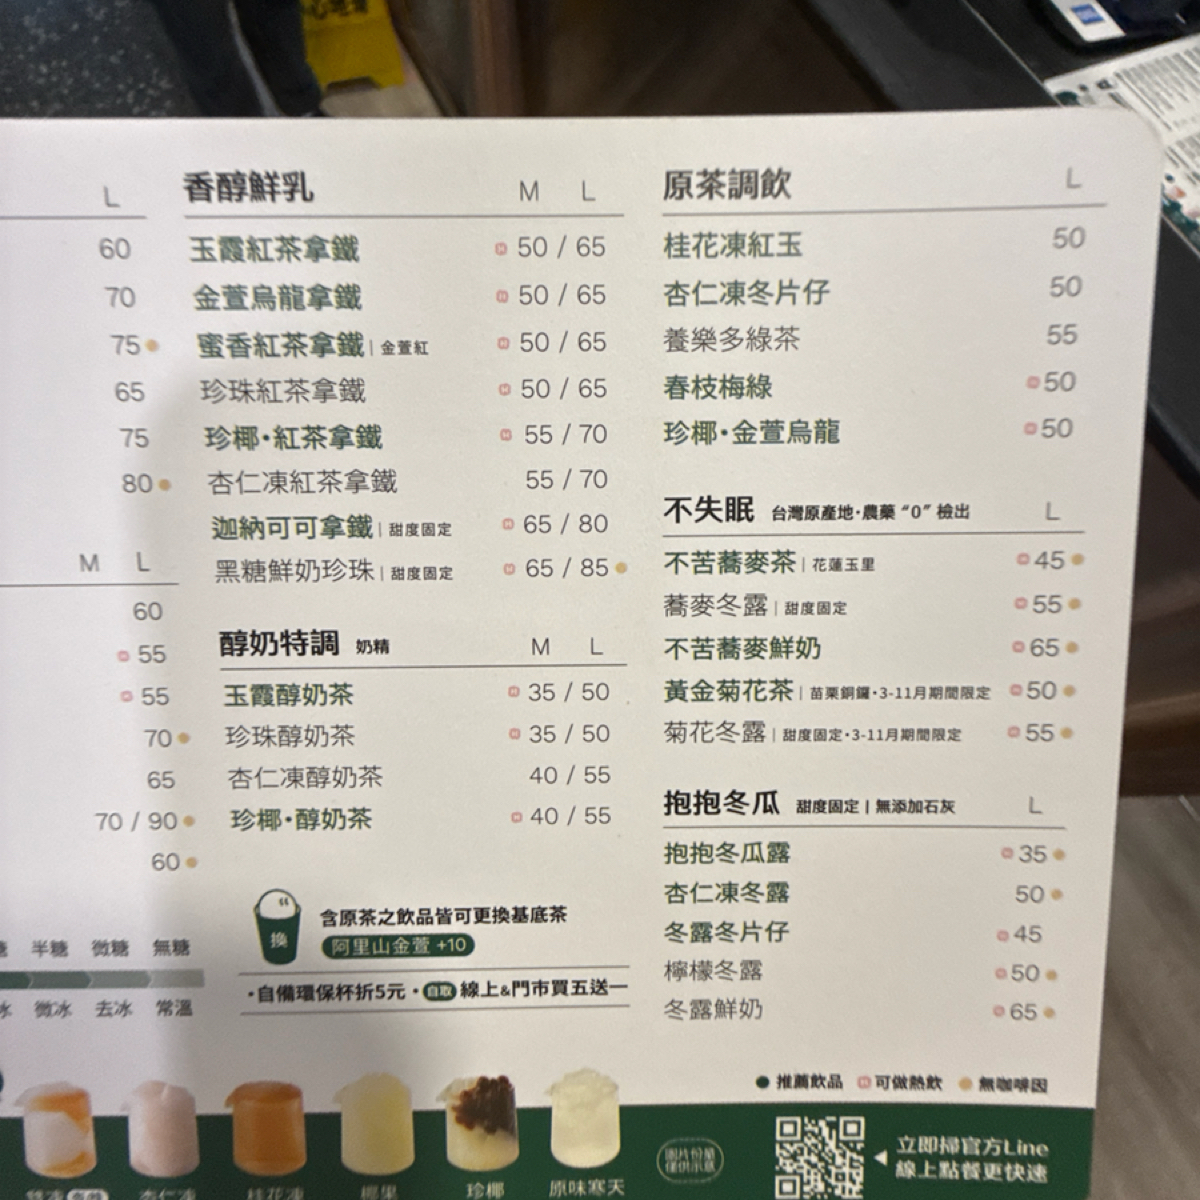 L
60
70
75
65
75
80
M L
60
55
55
70
65
70 / 90
60
半糖 微糖 無糖
微冰 去冰 常溫
香醇鮮乳 M L
玉霞紅茶拿鐵 50 / 65
金萱烏龍拿鐵 50 / 65
蜜香紅茶拿鐵 | 金萱紅 50 / 65
珍珠紅茶拿鐵 50 / 65
珍椰・紅茶拿鐵 55 / 70
杏仁凍紅茶拿鐵 55 / 70
迦納可可拿鐵 | 甜度固定 65 / 80
黑糖鮮奶珍珠 | 甜度固定 65 / 85
醇奶特調 奶精 M L
玉霞醇奶茶 35 / 50
珍珠醇奶茶 35 / 50
杏仁凍醇奶茶 40 / 55
珍椰・醇奶茶 40 / 55
換
含原茶之飲品皆可更換基底茶
阿里山金萱 +10
・自備環保杯折5元・自取 線上&門市買五送一
原茶調飲 L
桂花凍紅玉 50
杏仁凍冬片仔 50
養樂多綠茶 55
春枝梅綠 50
珍椰・金萱烏龍 50
不失眠 台灣原產地・農藥“0”檢出 L
不苦蕎麥茶 | 花蓮玉里 45
蕎麥冬露 | 甜度固定 55
不苦蕎麥鮮奶 65
黃金菊花茶 | 苗栗銅鑼・3-11月期間限定 50
菊花冬露 | 甜度固定・3-11月期間限定 55
抱抱冬瓜 甜度固定 | 無添加石灰 L
抱抱冬瓜露 35
杏仁凍冬露 50
冬露冬片仔 45
檸檬冬露 50
冬露鮮奶 65
推薦飲品 可做熱飲 無咖啡因
杏仁凍 桂花凍 椰果 珍椰 原味寒天
圖片份量
僅供示意
立即掃官方Line
線上點餐更快速